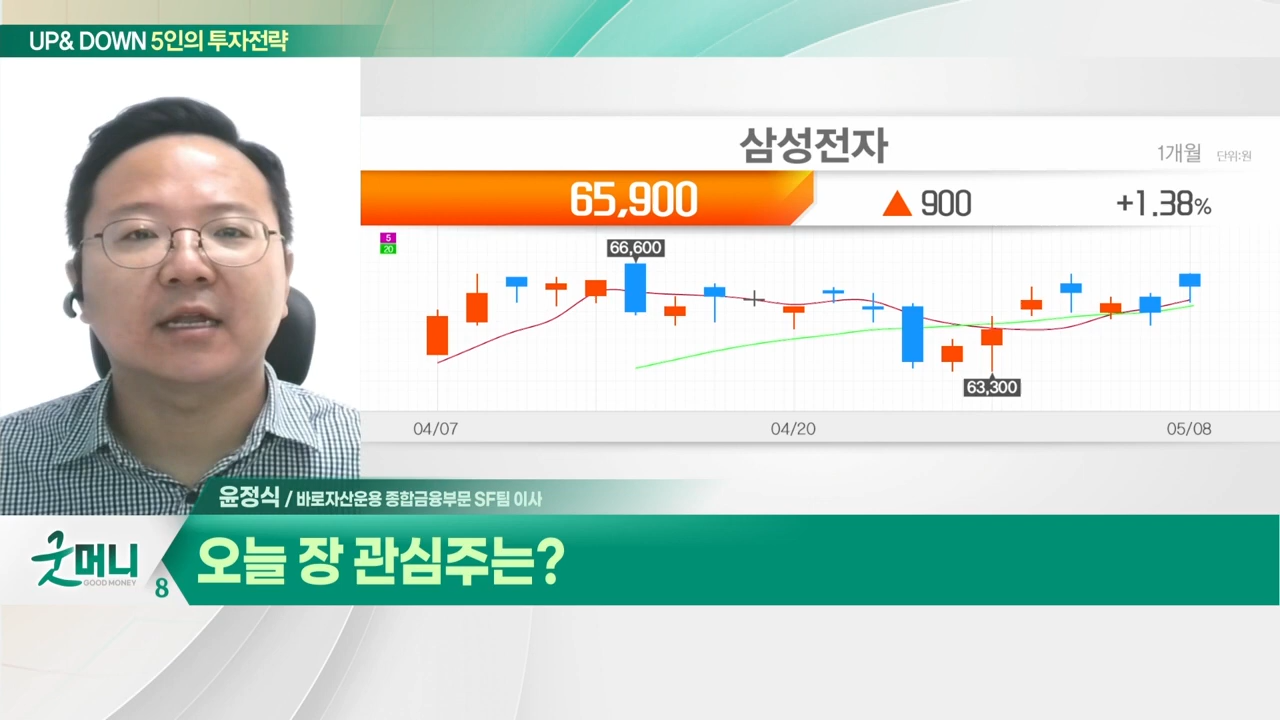 UP& DOWN 5인의 투자전략
삼성전자
1개월 단위:원
65,900 ▲ 900 +1.38%
5
20
66,600
63,300
04/07 04/20 05/08
윤정식 / 바로자산운용 종합금융부문 SF팀 이사
굿머니
GOOD MONEY
8
오늘 장 관심주는?